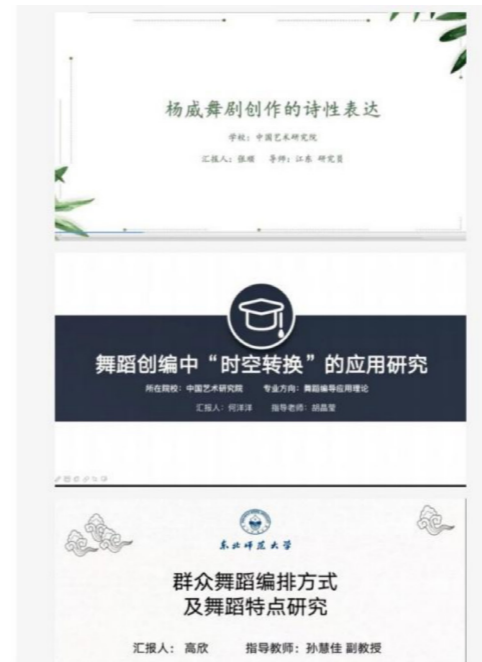 杨威舞剧创作的诗性表达
学校：中国艺术研究院
汇报人：张顺 导师：江东 研究员
舞蹈创编中“时空转换”的应用研究
所在院校：中国艺术研究院 专业方向：舞蹈编导应用理论
汇报人：何洋洋 指导老师：胡晶莹
东北师范大学
群众舞蹈编排方式
及舞蹈特点研究
汇报人：高欣 指导教师：孙慧佳 副教授